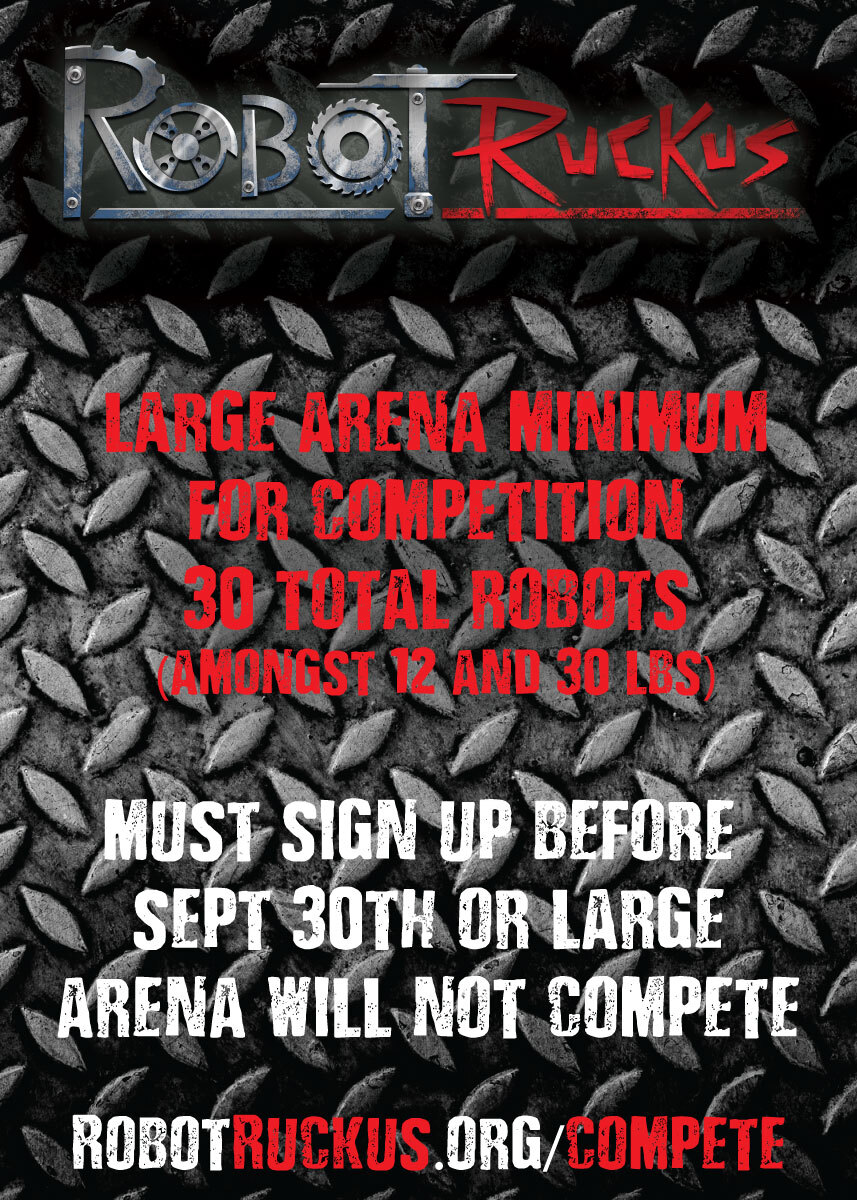 ROBOT RUCKUS
LARGE ARENA MINIMUM
FOR COMPETITION
30 TOTAL ROBOTS
(AMONGST 12 AND 30 LBS)
MUST SIGN UP BEFORE
SEPT 30TH OR LARGE
ARENA WILL NOT COMPETE
ROBOTRUCKUS.ORG/COMPETE